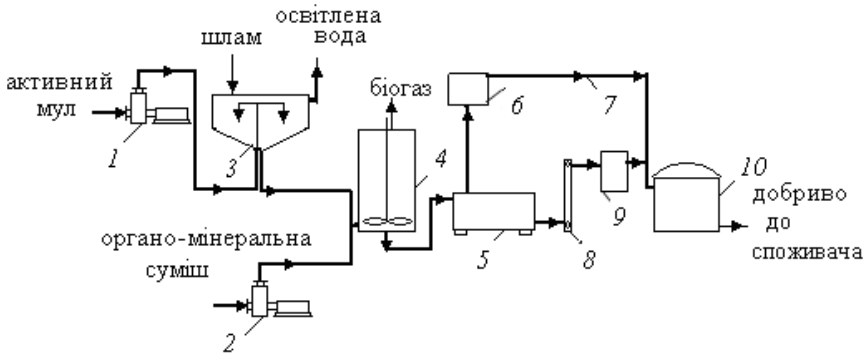 освітлена
вода
шлам
активний
мул
біогаз
1
3
4
6
7
10
органо-мінеральна
суміш
2
5
8
9
добриво
до
споживача